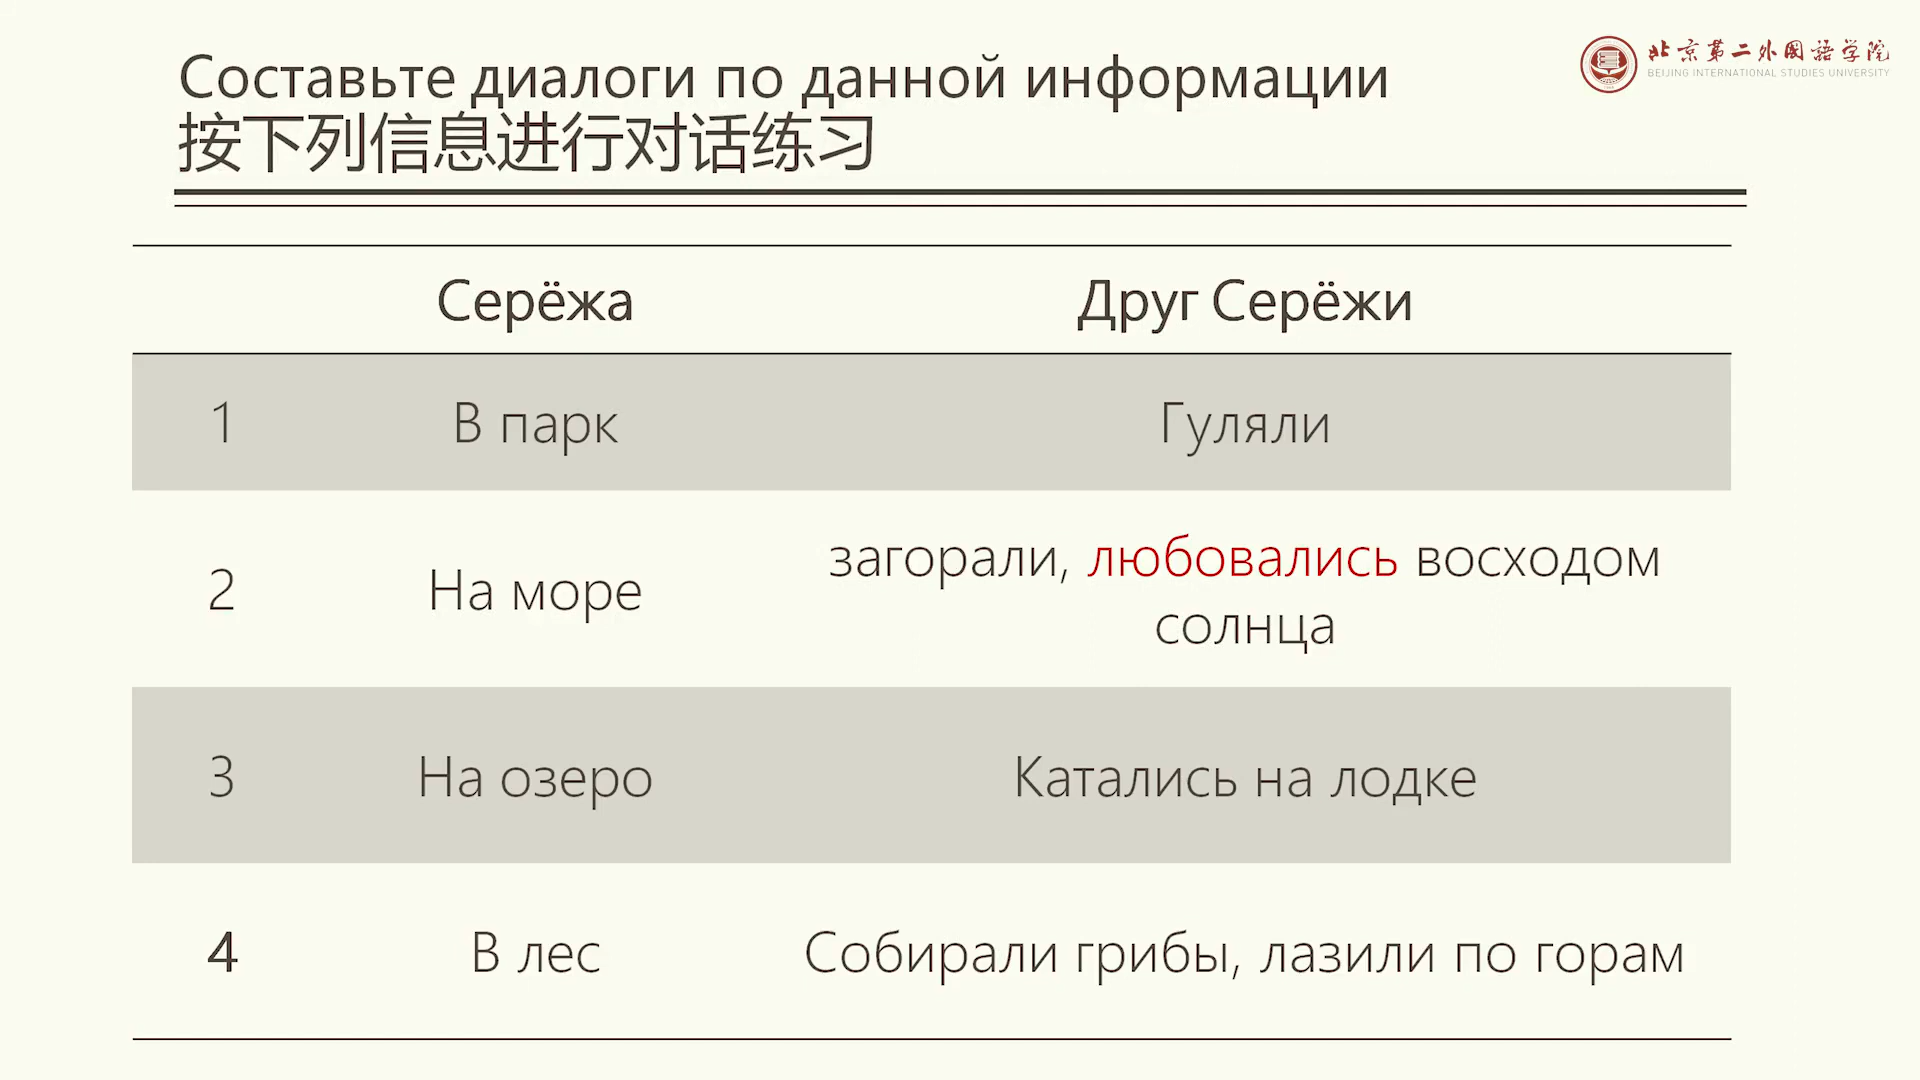 Составьте диалоги по данной информации
按下列信息进行对话练习
北京第二外国语学院
BEIJING INTERNATIONAL STUDIES UNIVERSITY
Серёжа Друг Серёжи
1 В парк Гуляли
2 На море загорали, любовались восходом
солнца
3 На озеро Катались на лодке
4 В лес Собирали грибы, лазили по горам